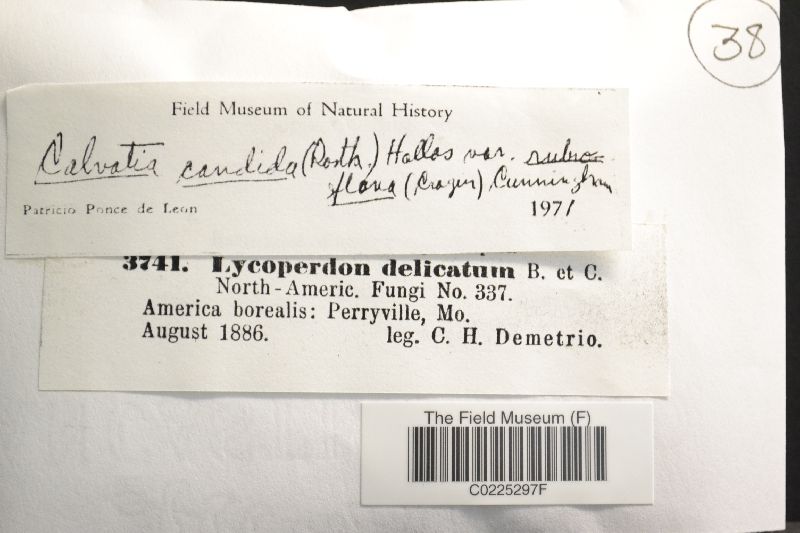 38
Field Museum of Natural History
Calvatia candida (Rostk.) Hollos var. rubro-
flava (Cragin) Cunningham
Patricio Ponce de Leon 1971
3741. Lycoperdon delicatum B. et C.
North-Americ. Fungi No. 337.
America borealis: Perryville, Mo.
August 1886. leg. C. H. Demetrio.
The Field Museum (F)
C0225297F